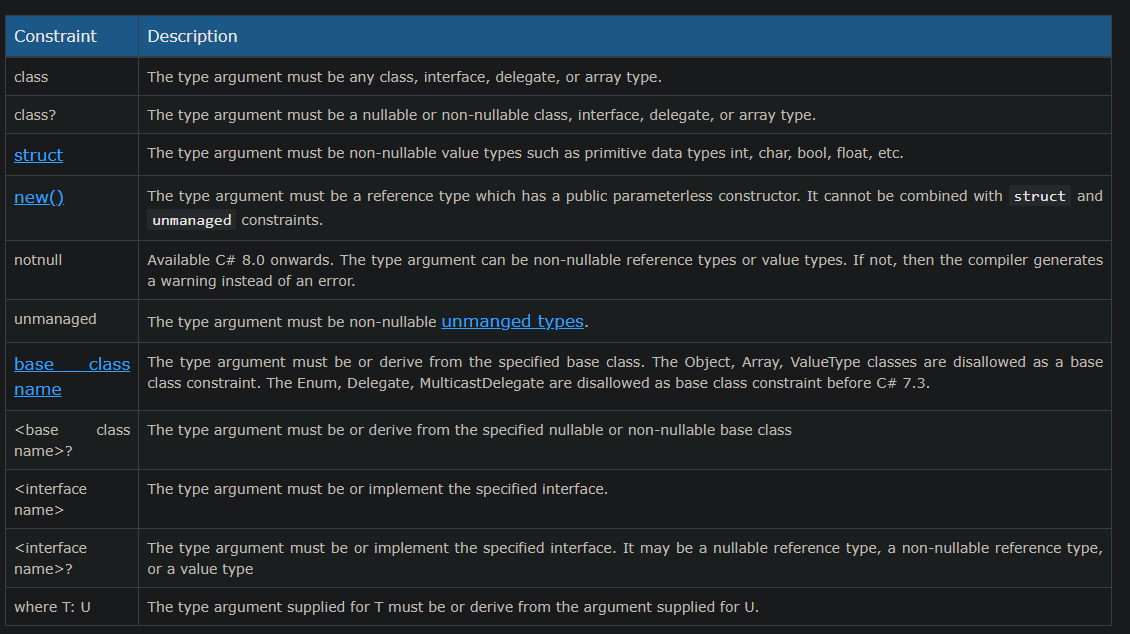 Constraint Description
class The type argument must be any class, interface, delegate, or array type.
class? The type argument must be a nullable or non-nullable class, interface, delegate, or array type.
struct The type argument must be non-nullable value types such as primitive data types int, char, bool, float, etc.
new() The type argument must be a reference type which has a public parameterless constructor. It cannot be combined with struct and
unmanaged constraints.
notnull Available C# 8.0 onwards. The type argument can be non-nullable reference types or value types. If not, then the compiler generates
a warning instead of an error.
unmanaged The type argument must be non-nullable unmanged types.
base class The type argument must be or derive from the specified base class. The Object, Array, ValueType classes are disallowed as a base
name class constraint. The Enum, Delegate, MulticastDelegate are disallowed as base class constraint before C# 7.3.
<base class The type argument must be or derive from the specified nullable or non-nullable base class
name>?
<interface The type argument must be or implement the specified interface.
name>
<interface The type argument must be or implement the specified interface. It may be a nullable reference type, a non-nullable reference type,
name>? or a value type
where T: U The type argument supplied for T must be or derive from the argument supplied for U.